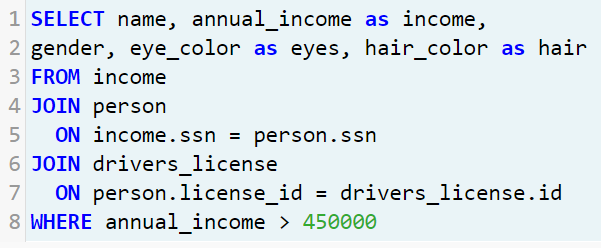 1 SELECT name, annual_income as income,
2 gender, eye_color as eyes, hair_color as hair
3 FROM income
4 JOIN person
5   ON income.ssn = person.ssn
6 JOIN drivers_license
7   ON person.license_id = drivers_license.id
8 WHERE annual_income > 450000